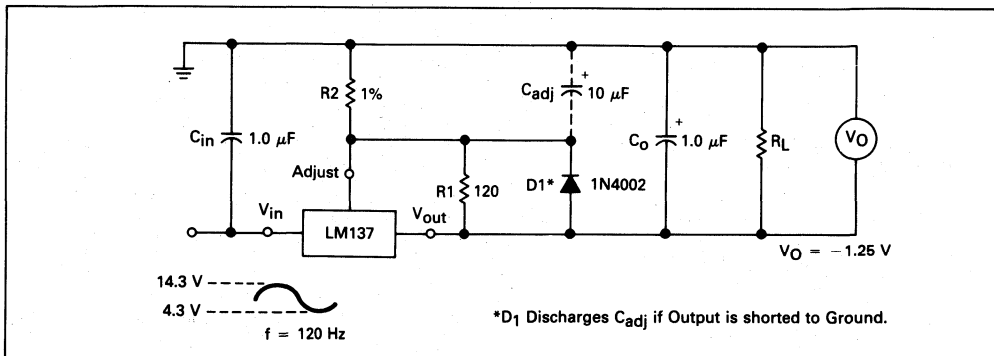 R2
1%
Cin
1.0 μF
Cadj
+
10 μF
Co
+
1.0 μF
RL
VO
Adjust
R1
120
D1*
1N4002
Vin
LM137
Vout
VO = −1.25 V
14.3 V
4.3 V
f = 120 Hz
*D1 Discharges Cadj if Output is shorted to Ground.